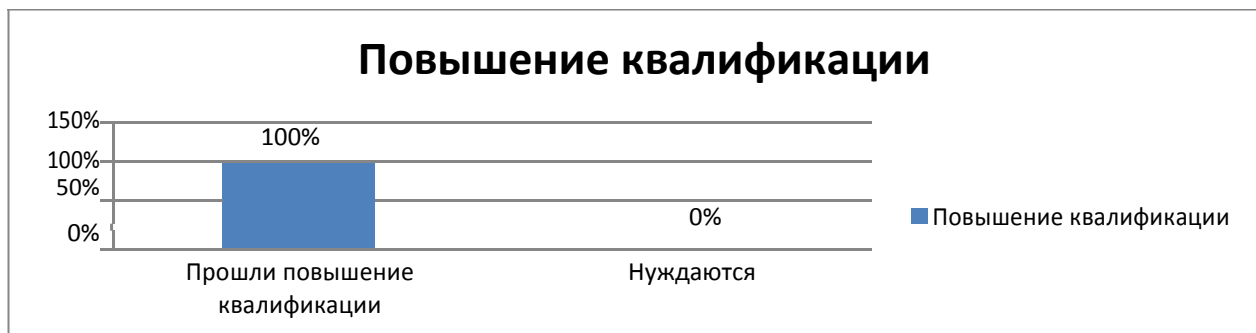 Повышение квалификации
150%
100%
100%
50%
0%
0%
Повышение квалификации
Прошли повышение
квалификации
Нуждаются